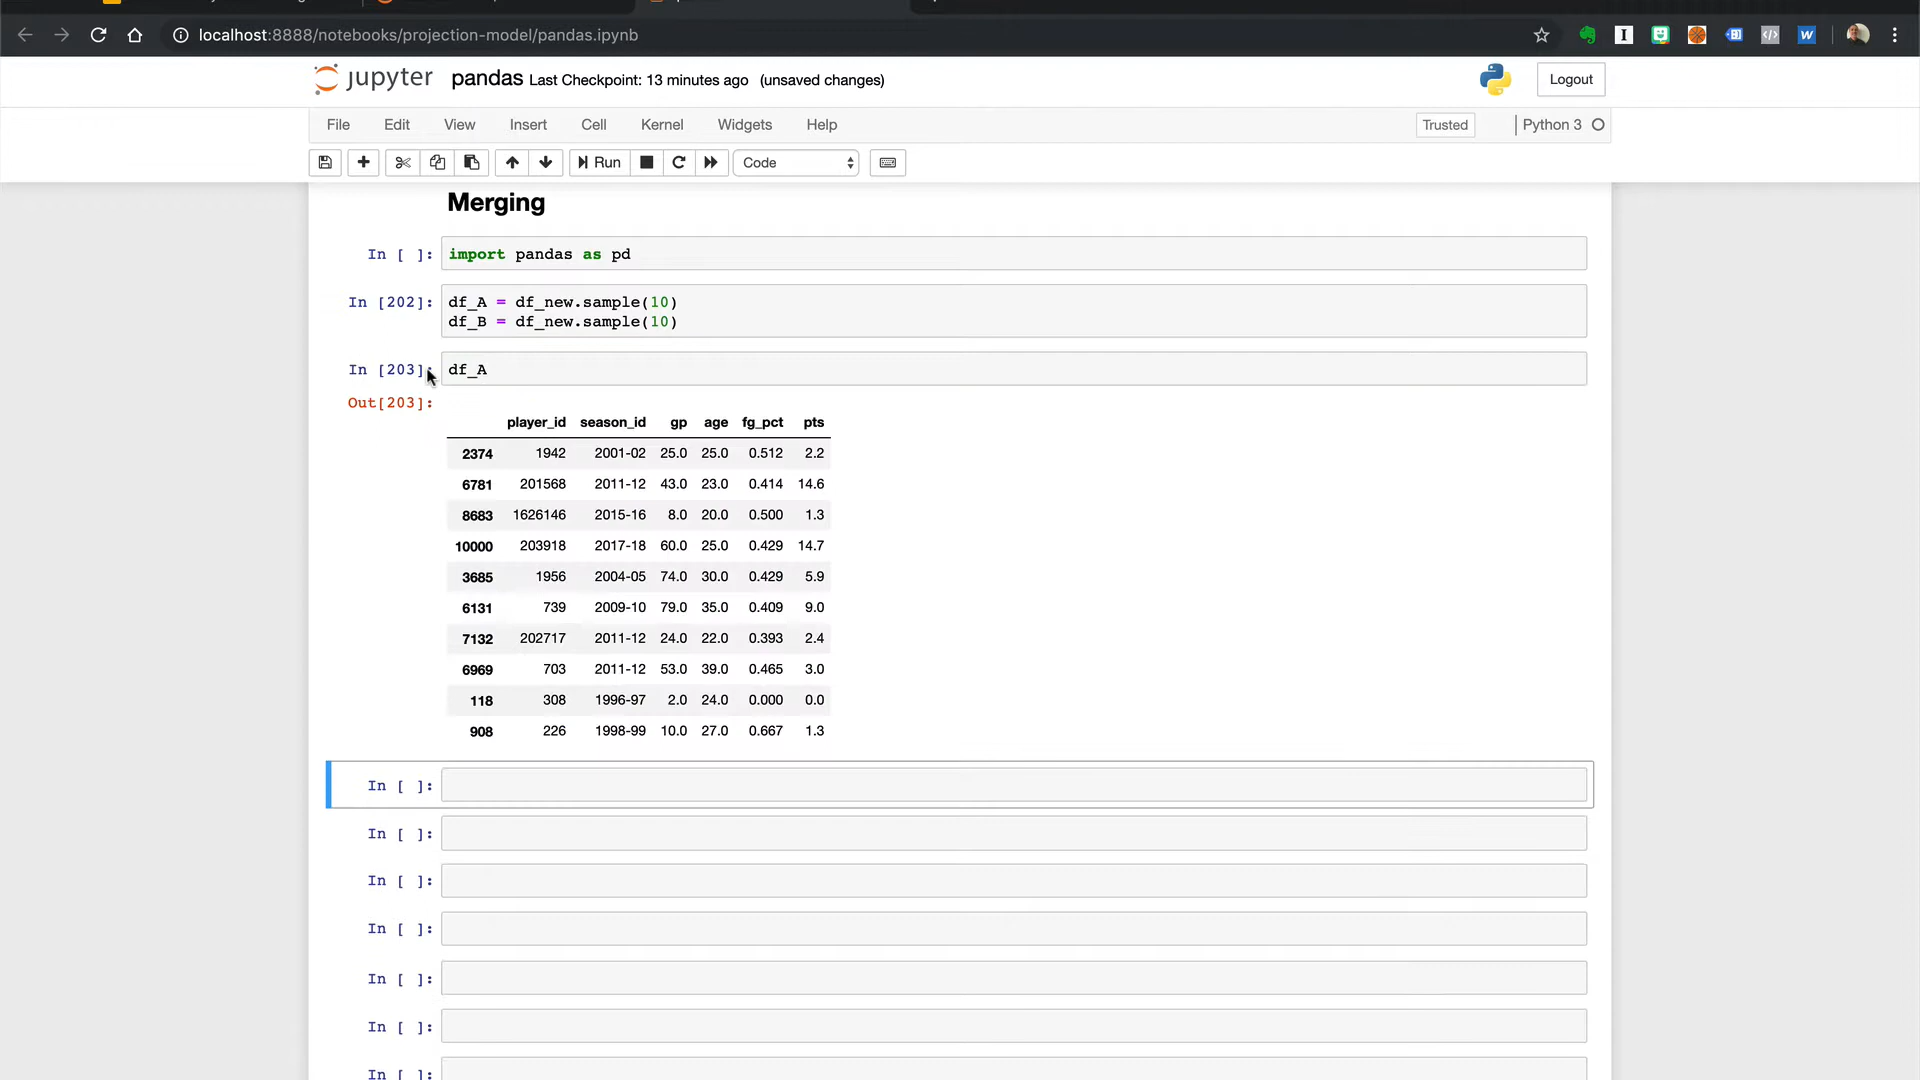 localhost:8888/notebooks/projection-model/pandas.ipynb
jupyter pandas Last Checkpoint: 13 minutes ago (unsaved changes) Logout
File Edit View Insert Cell Kernel Widgets Help Trusted Python 3
Run Code
Merging
In [ ]: import pandas as pd
In [202]: df_A = df_new.sample(10)
df_B = df_new.sample(10)
In [203]: df_A
Out[203]:
player_id season_id gp age fg_pct pts
2374 1942 2001-02 25.0 25.0 0.512 2.2
6781 201568 2011-12 43.0 23.0 0.414 14.6
8683 1626146 2015-16 8.0 20.0 0.500 1.3
10000 203918 2017-18 60.0 25.0 0.429 14.7
3685 1956 2004-05 74.0 30.0 0.429 5.9
6131 739 2009-10 79.0 35.0 0.409 9.0
7132 202717 2011-12 24.0 22.0 0.393 2.4
6969 703 2011-12 53.0 39.0 0.465 3.0
118 308 1996-97 2.0 24.0 0.000 0.0
908 226 1998-99 10.0 27.0 0.667 1.3
In [ ]:
In [ ]:
In [ ]:
In [ ]:
In [ ]:
In [ ]:
In [ ]: